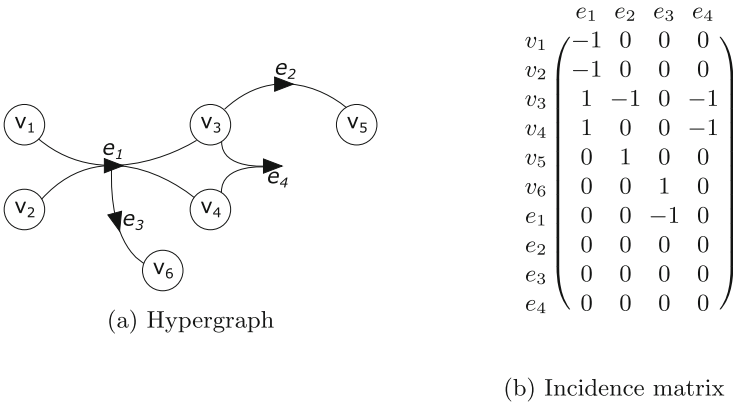 e2
v1 v3 v5
e1
v2 v4 e4
e3
v6
(a) Hypergraph
e1 e2 e3 e4
v1 −1 0 0 0
v2 −1 0 0 0
v3 1 −1 0 −1
v4 1 0 0 −1
v5 0 1 0 0
v6 0 0 1 0
e1 0 0 −1 0
e2 0 0 0 0
e3 0 0 0 0
e4 0 0 0 0
(b) Incidence matrix